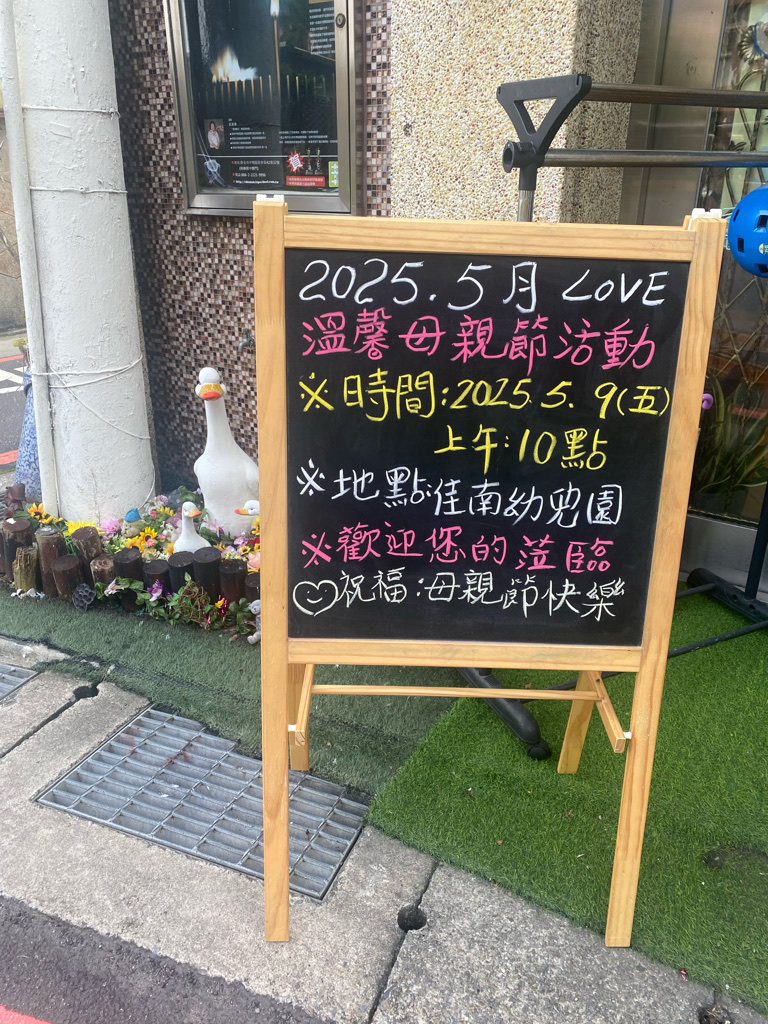 2025.5月 LOVE
溫馨母親節活動
※時間:2025.5.9(五)
上午:10點
※地點:佳南幼兒園
※歡迎您的蒞臨
祝福:母親節快樂